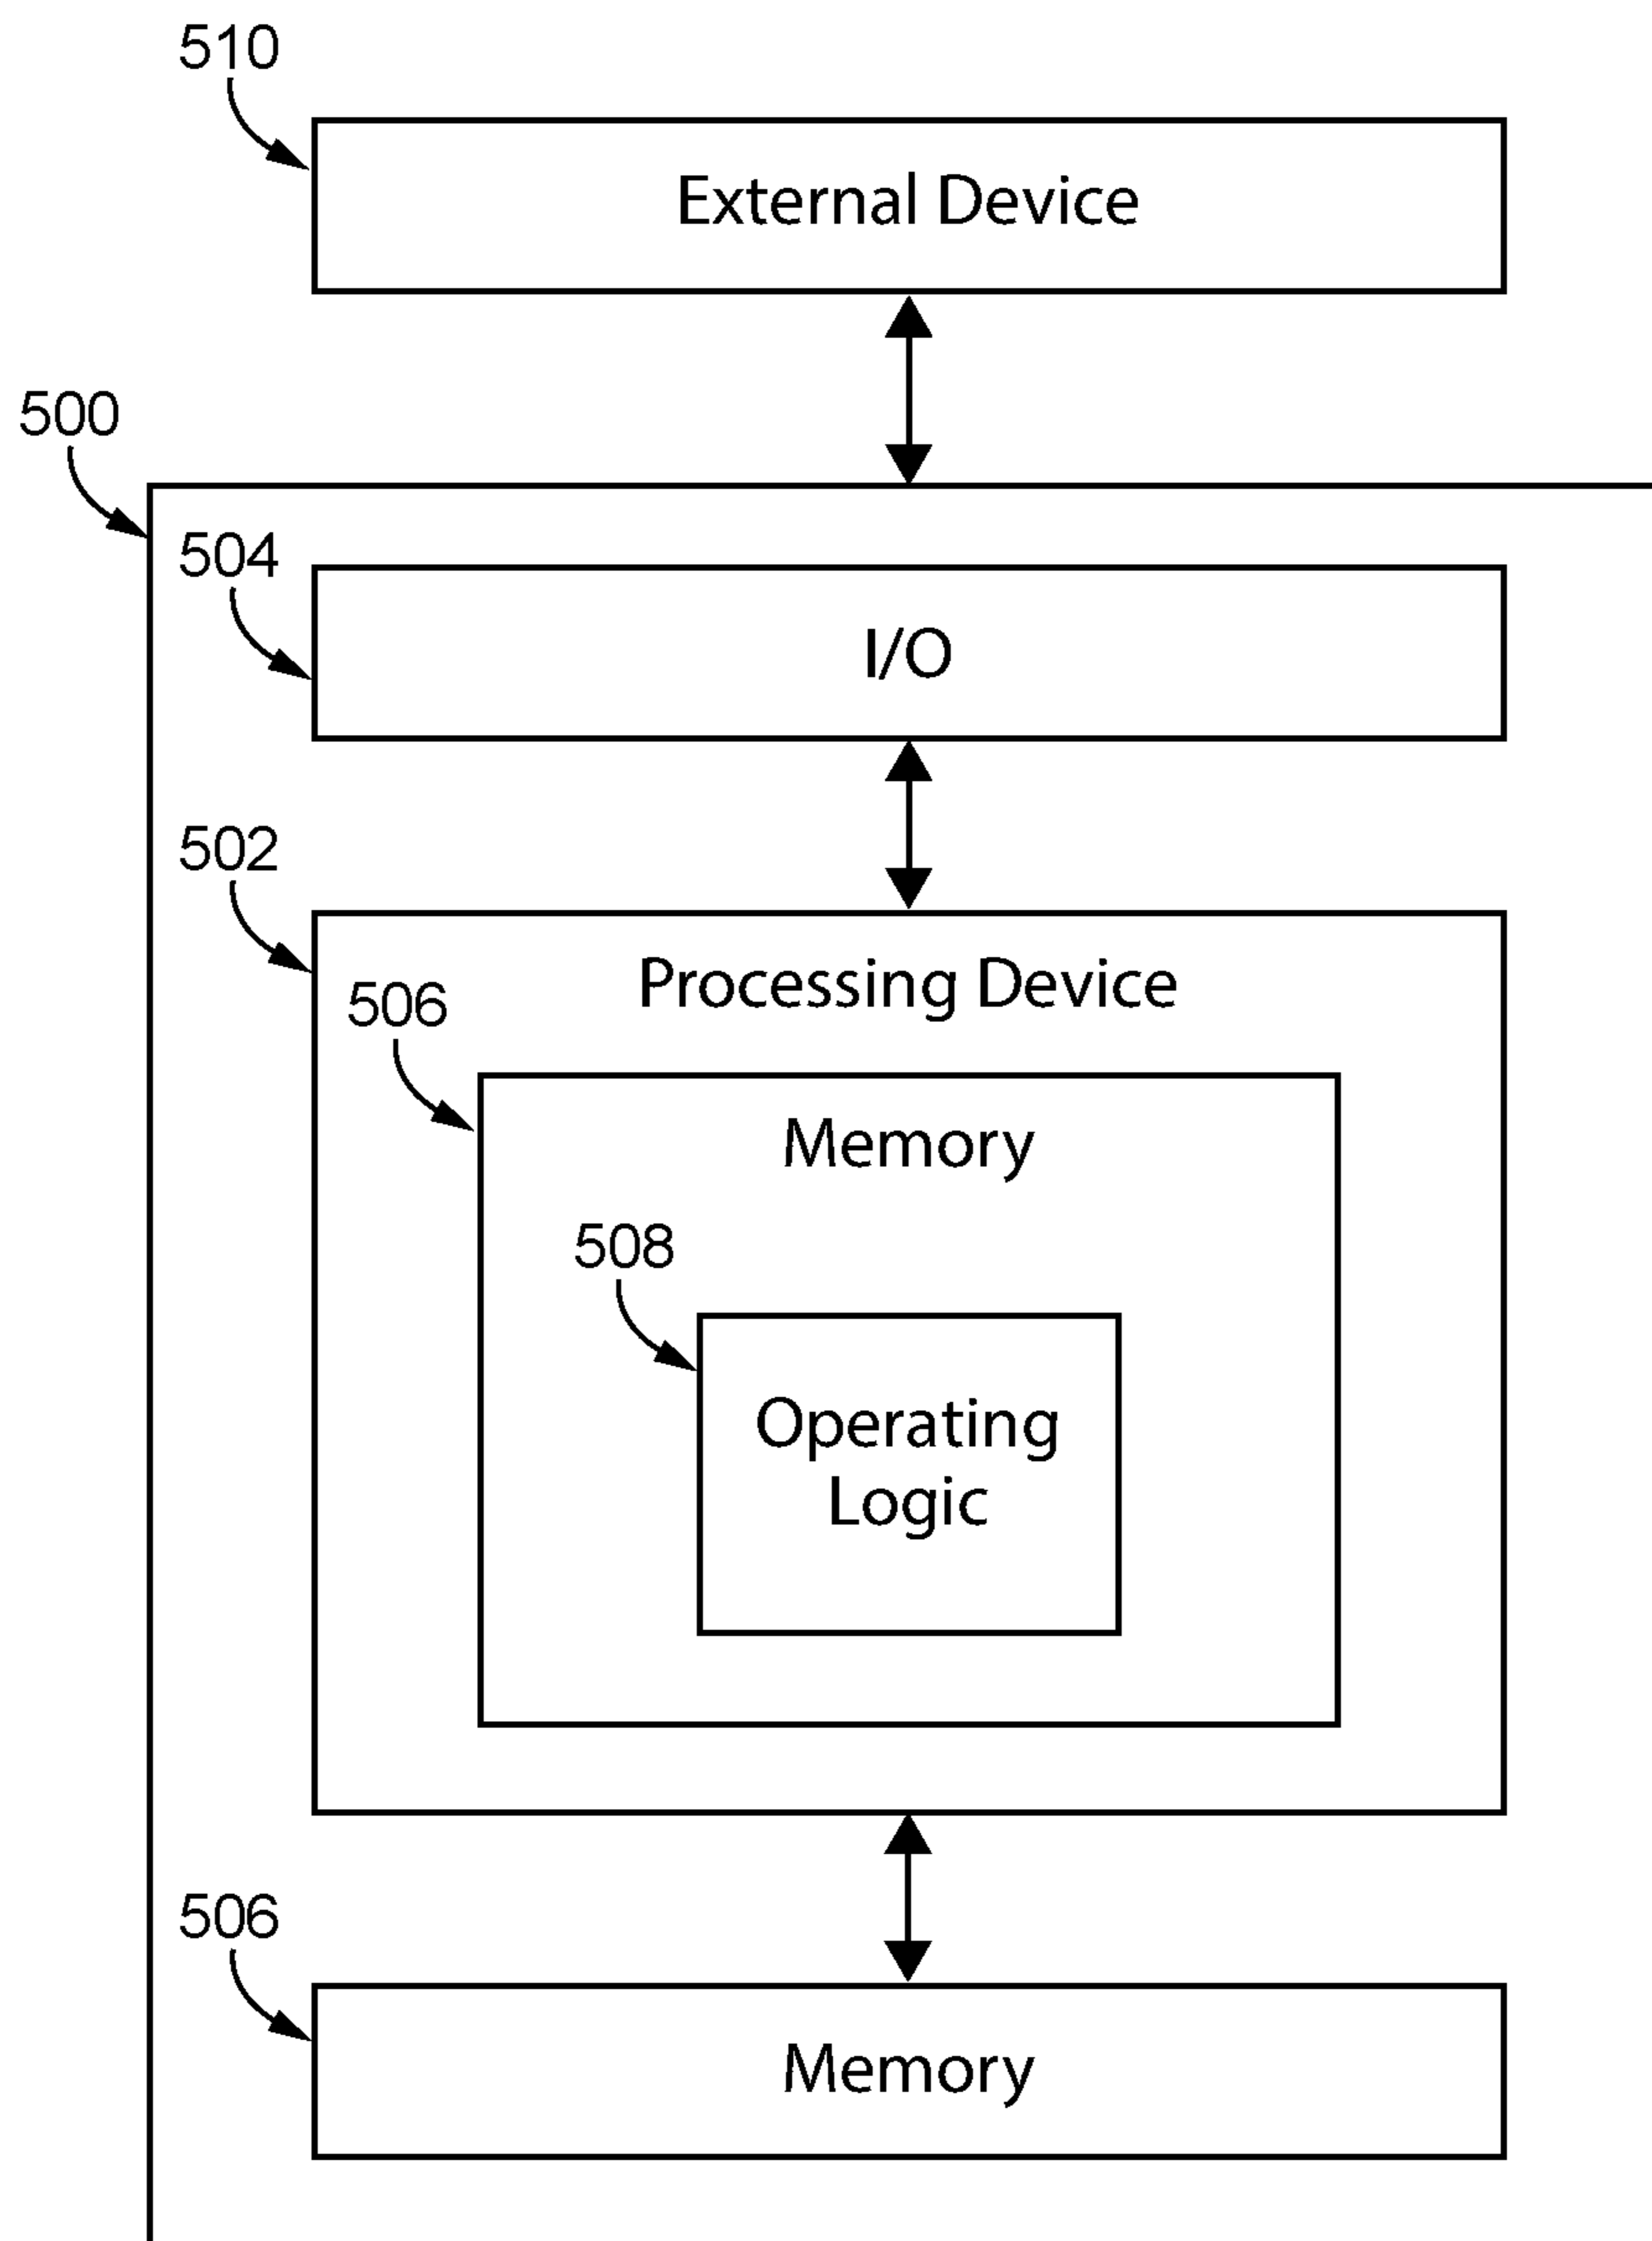 510
External Device
500
504
I/O
502
Processing Device
506
Memory
508
Operating
Logic
506
Memory